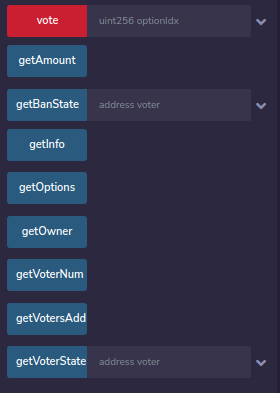 vote uint256 optionIdx
getAmount
getBanState address voter
getInfo
getOptions
getOwner
getVoterNum
getVotersAdd
getVoterState address voter